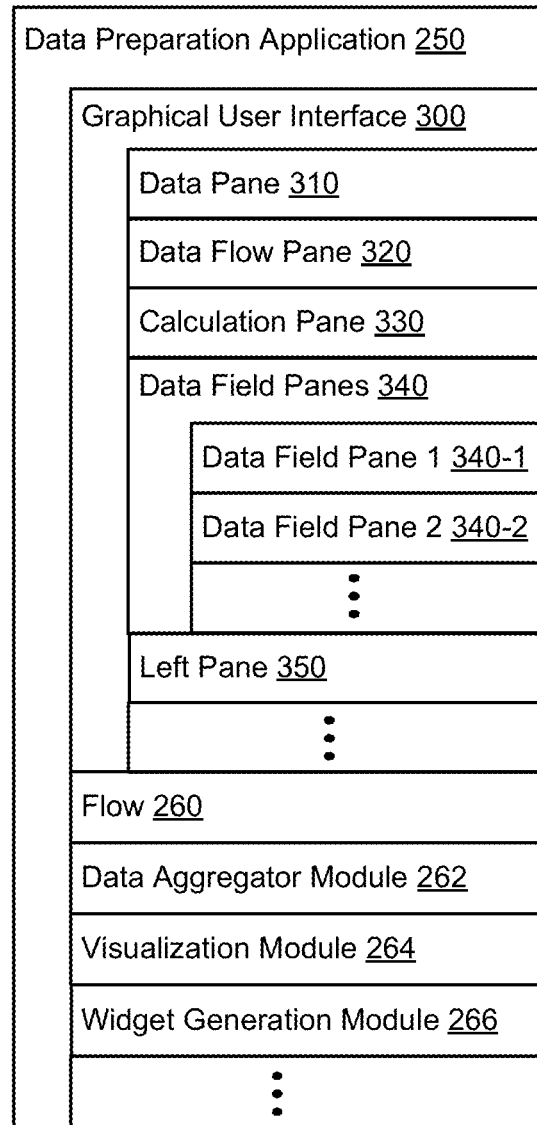 Data Preparation Application 250
Graphical User Interface 300
Data Pane 310
Data Flow Pane 320
Calculation Pane 330
Data Field Panes 340
Data Field Pane 1 340-1
Data Field Pane 2 340-2
Left Pane 350
Flow 260
Data Aggregator Module 262
Visualization Module 264
Widget Generation Module 266